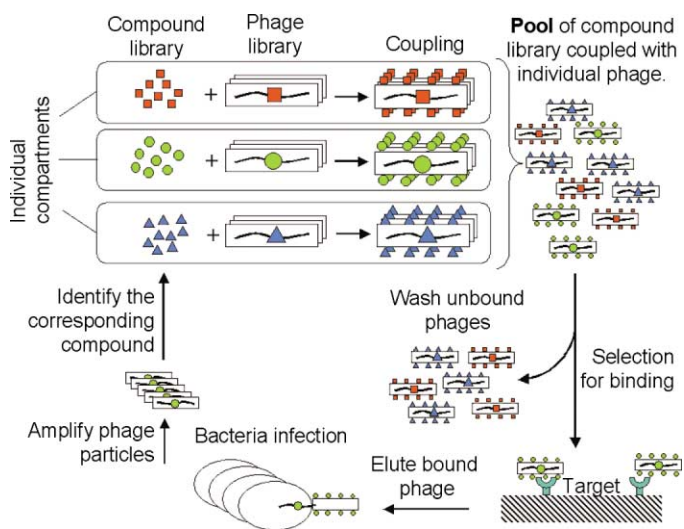 Compound
library
Phage
library
Coupling
Pool of compound
library coupled with
individual phage.
Individual
compartments
+
+
+
Identify the
corresponding
compound
Wash unbound
phages
Selection
for binding
Amplify phage
particles
Bacteria infection
Elute bound
phage
Target